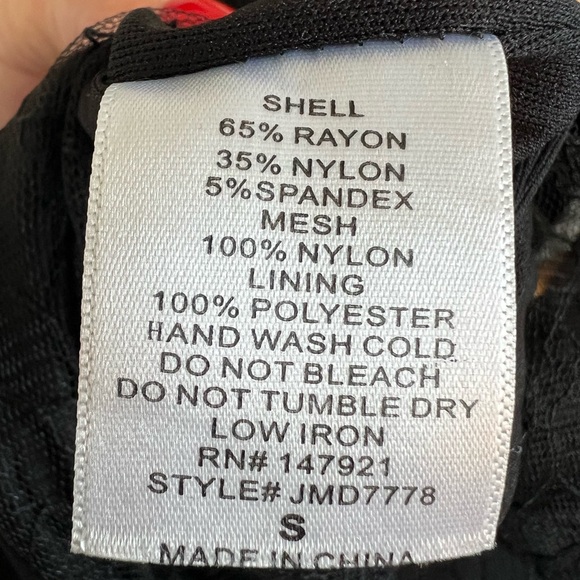 SHELL
65% RAYON
35% NYLON
5%SPANDEX
MESH
100% NYLON
LINING
100% POLYESTER
HAND WASH COLD
DO NOT BLEACH
DO NOT TUMBLE DRY
LOW IRON
RN# 147921
STYLE# JMD7778
S
MADE IN CHINA